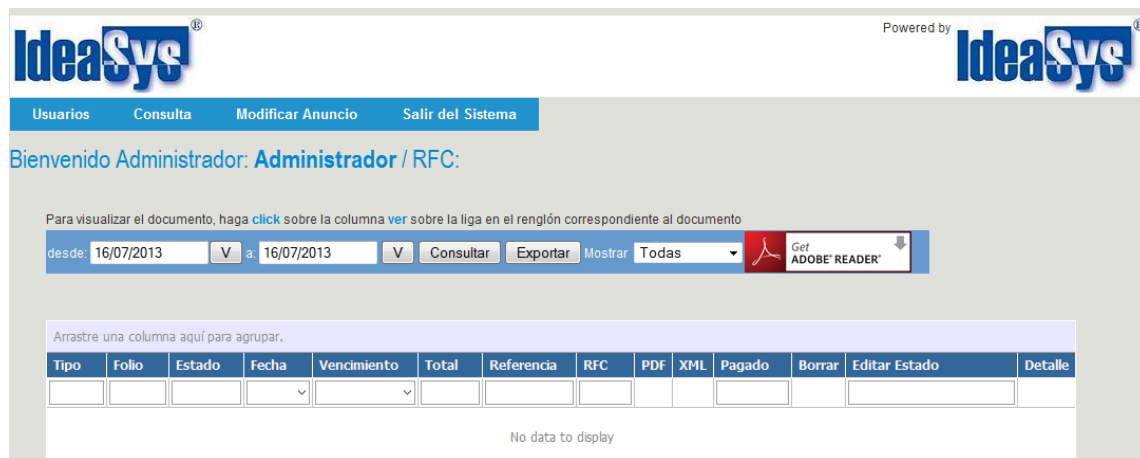 IdeaSys®
Powered by IdeaSys®
Usuarios Consulta Modificar Anuncio Salir del Sistema
Bienvenido Administrador: Administrador / RFC:
Para visualizar el documento, haga click sobre la columna ver sobre la liga en el renglón correspondiente al documento
desde: 16/07/2013 V a: 16/07/2013 V Consultar Exportar Mostrar Todas Get
ADOBE® READER®
Arrastre una columna aquí para agrupar.
Tipo Folio Estado Fecha Vencimiento Total Referencia RFC PDF XML Pagado Borrar Editar Estado Detalle
No data to display